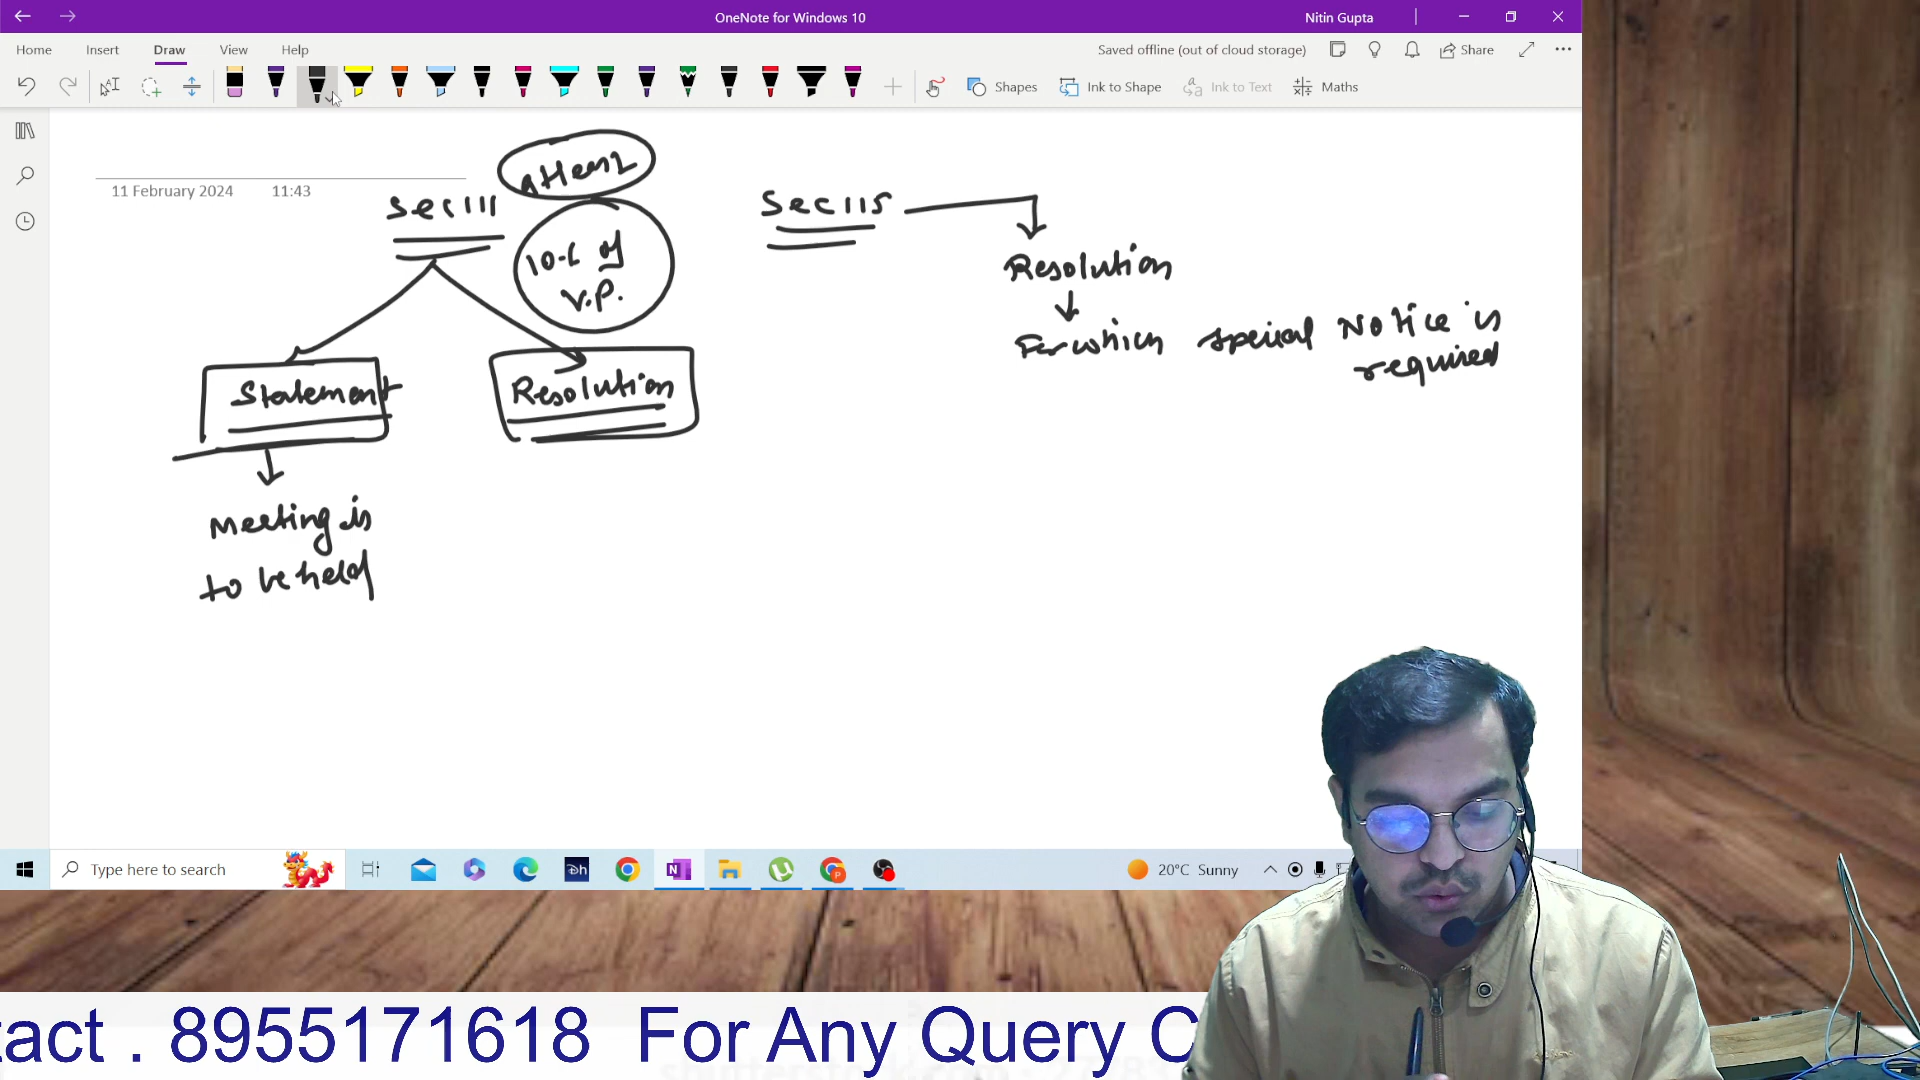 OneNote for Windows 10
Nitin Gupta
Home Insert Draw View Help
Saved offline (out of cloud storage)
Share
Shapes
Ink to Shape
Ink to Text
Maths
11 February 2024 11:43
Sec 111
10-1 of
V.P.
Sec 115
Resolution
For which special Notice is
required
Statement
Resolution
Meeting is
to be held
Type here to search
20°C Sunny
tact . 8955171618 For Any Query C